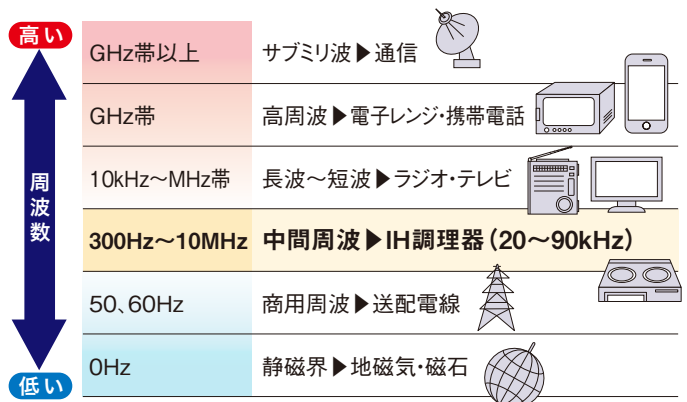 高い
GHz帯以上 サブミリ波▶通信
GHz帯 高周波▶電子レンジ・携帯電話
10kHz～MHz帯 長波～短波▶ラジオ・テレビ
周波数
300Hz～10MHz 中間周波▶IH調理器(20～90kHz)
50、60Hz 商用周波▶送配電線
0Hz 静磁界▶地磁気・磁石
低い